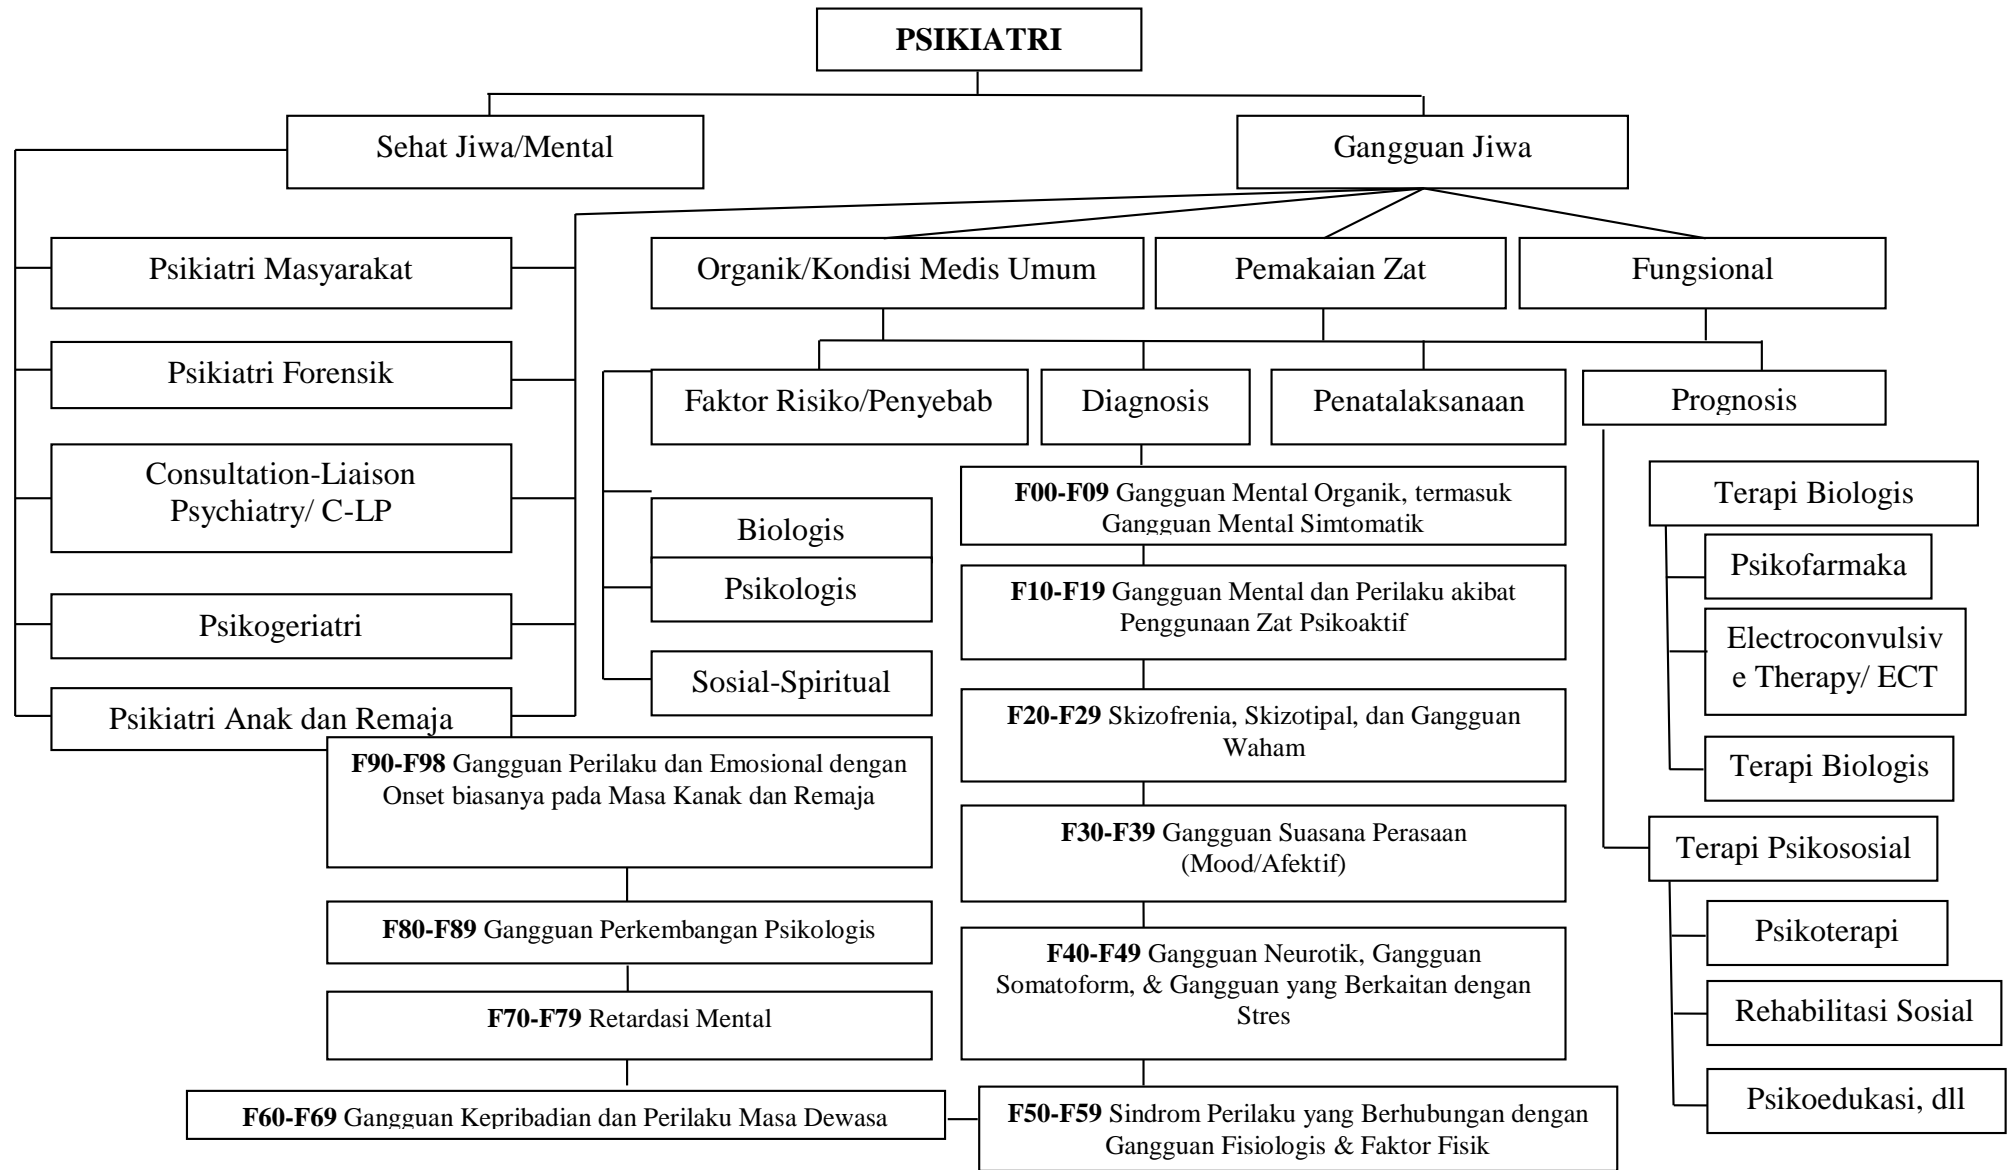 PSIKIATRI
Sehat Jiwa/Mental
Gangguan Jiwa
Psikiatri Masyarakat
Organik/Kondisi Medis Umum
Pemakaian Zat
Fungsional
Psikiatri Forensik
Faktor Risiko/Penyebab
Diagnosis
Penatalaksanaan
Prognosis
Consultation-Liaison
Psychiatry/ C-LP
Psikogeriatri
Psikiatri Anak dan Remaja
Biologis
Psikologis
Sosial-Spiritual
F00-F09 Gangguan Mental Organik, termasuk
Gangguan Mental Simtomatik
F10-F19 Gangguan Mental dan Perilaku akibat
Penggunaan Zat Psikoaktif
F20-F29 Skizofrenia, Skizotipal, dan Gangguan
Waham
F30-F39 Gangguan Suasana Perasaan
(Mood/Afektif)
F40-F49 Gangguan Neurotik, Gangguan
Somatoform, & Gangguan yang Berkaitan dengan
Stres
F50-F59 Sindrom Perilaku yang Berhubungan dengan
Gangguan Fisiologis & Faktor Fisik
F60-F69 Gangguan Kepribadian dan Perilaku Masa Dewasa
F70-F79 Retardasi Mental
F80-F89 Gangguan Perkembangan Psikologis
F90-F98 Gangguan Perilaku dan Emosional dengan
Onset biasanya pada Masa Kanak dan Remaja
Terapi Biologis
Psikofarmaka
Electroconvulsiv
e Therapy/ ECT
Terapi Biologis
Terapi Psikososial
Psikoterapi
Rehabilitasi Sosial
Psikoedukasi, dll